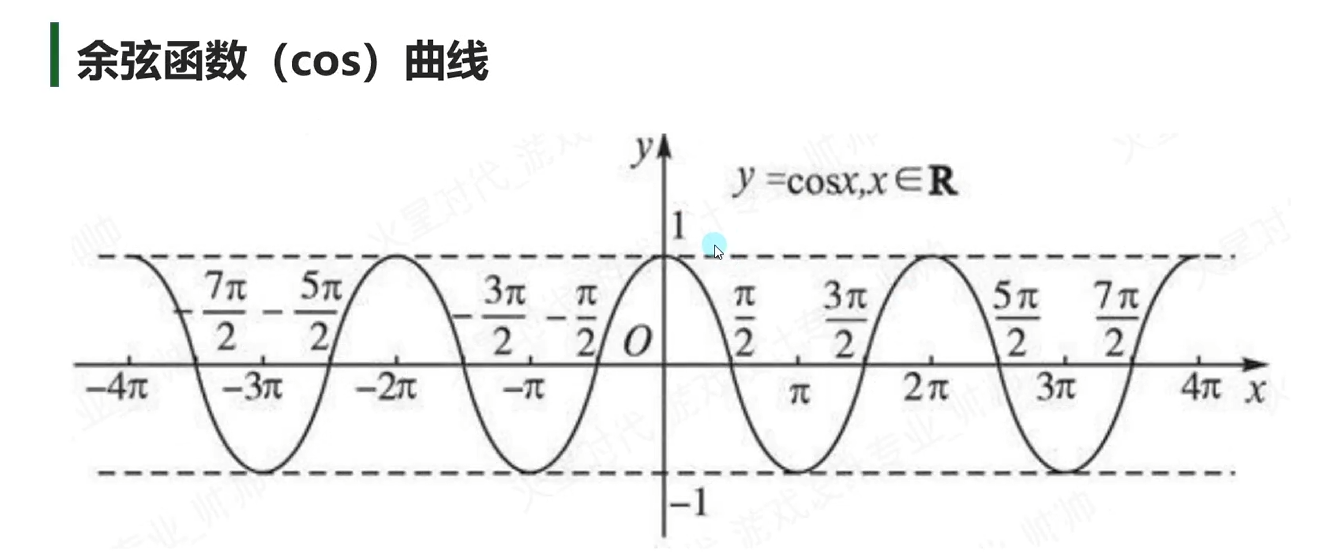 余弦函数（cos）曲线
y
y =cosx,x∈R
1
-7π/2 -5π/2 -3π/2 -π/2 O π/2 3π/2 5π/2 7π/2
-4π -3π -2π -π π 2π 3π 4π x
-1